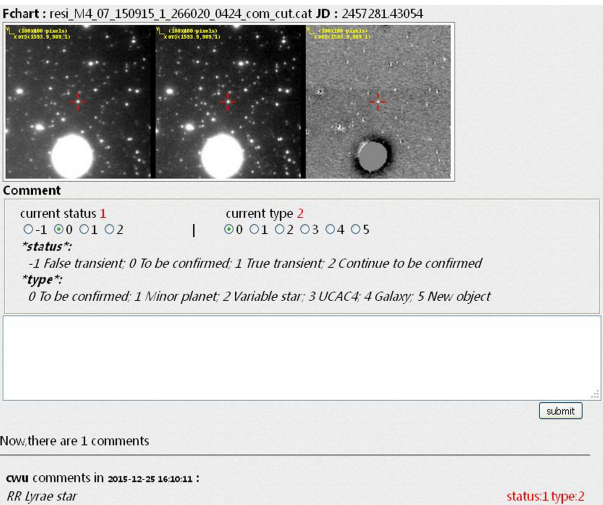 Fchart : resi_M4_07_150915_1_266020_0424_com_cut.cat JD : 2457281.43054
Comment
current status 1 current type 2
-1 0 1 2 | 0 1 2 3 4 5
*status*:
-1 False transient; 0 To be confirmed; 1 True transient; 2 Continue to be confirmed
*type*:
0 To be confirmed; 1 Minor planet; 2 Variable star; 3 UCAC4; 4 Galaxy; 5 New object
submit
Now,there are 1 comments
cwu comments in 2015-12-25 16:10:11 :
RR Lyrae star status:1 type:2